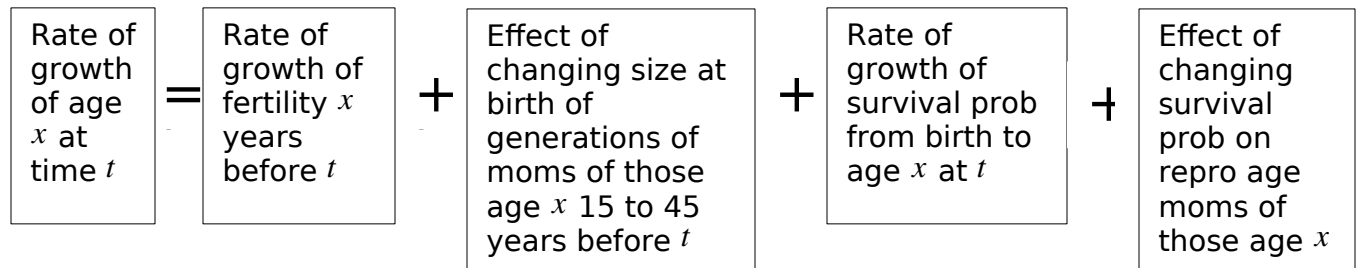 Rate of
growth
of age
x at
time t
=
Rate of
growth of
fertility x
years
before t
+
Effect of
changing size at
birth of
generations of
moms of those
age x 15 to 45
years before t
+
Rate of
growth of
survival prob
from birth to
age x at t
+
Effect of
changing
survival
prob on
repro age
moms of
those age x